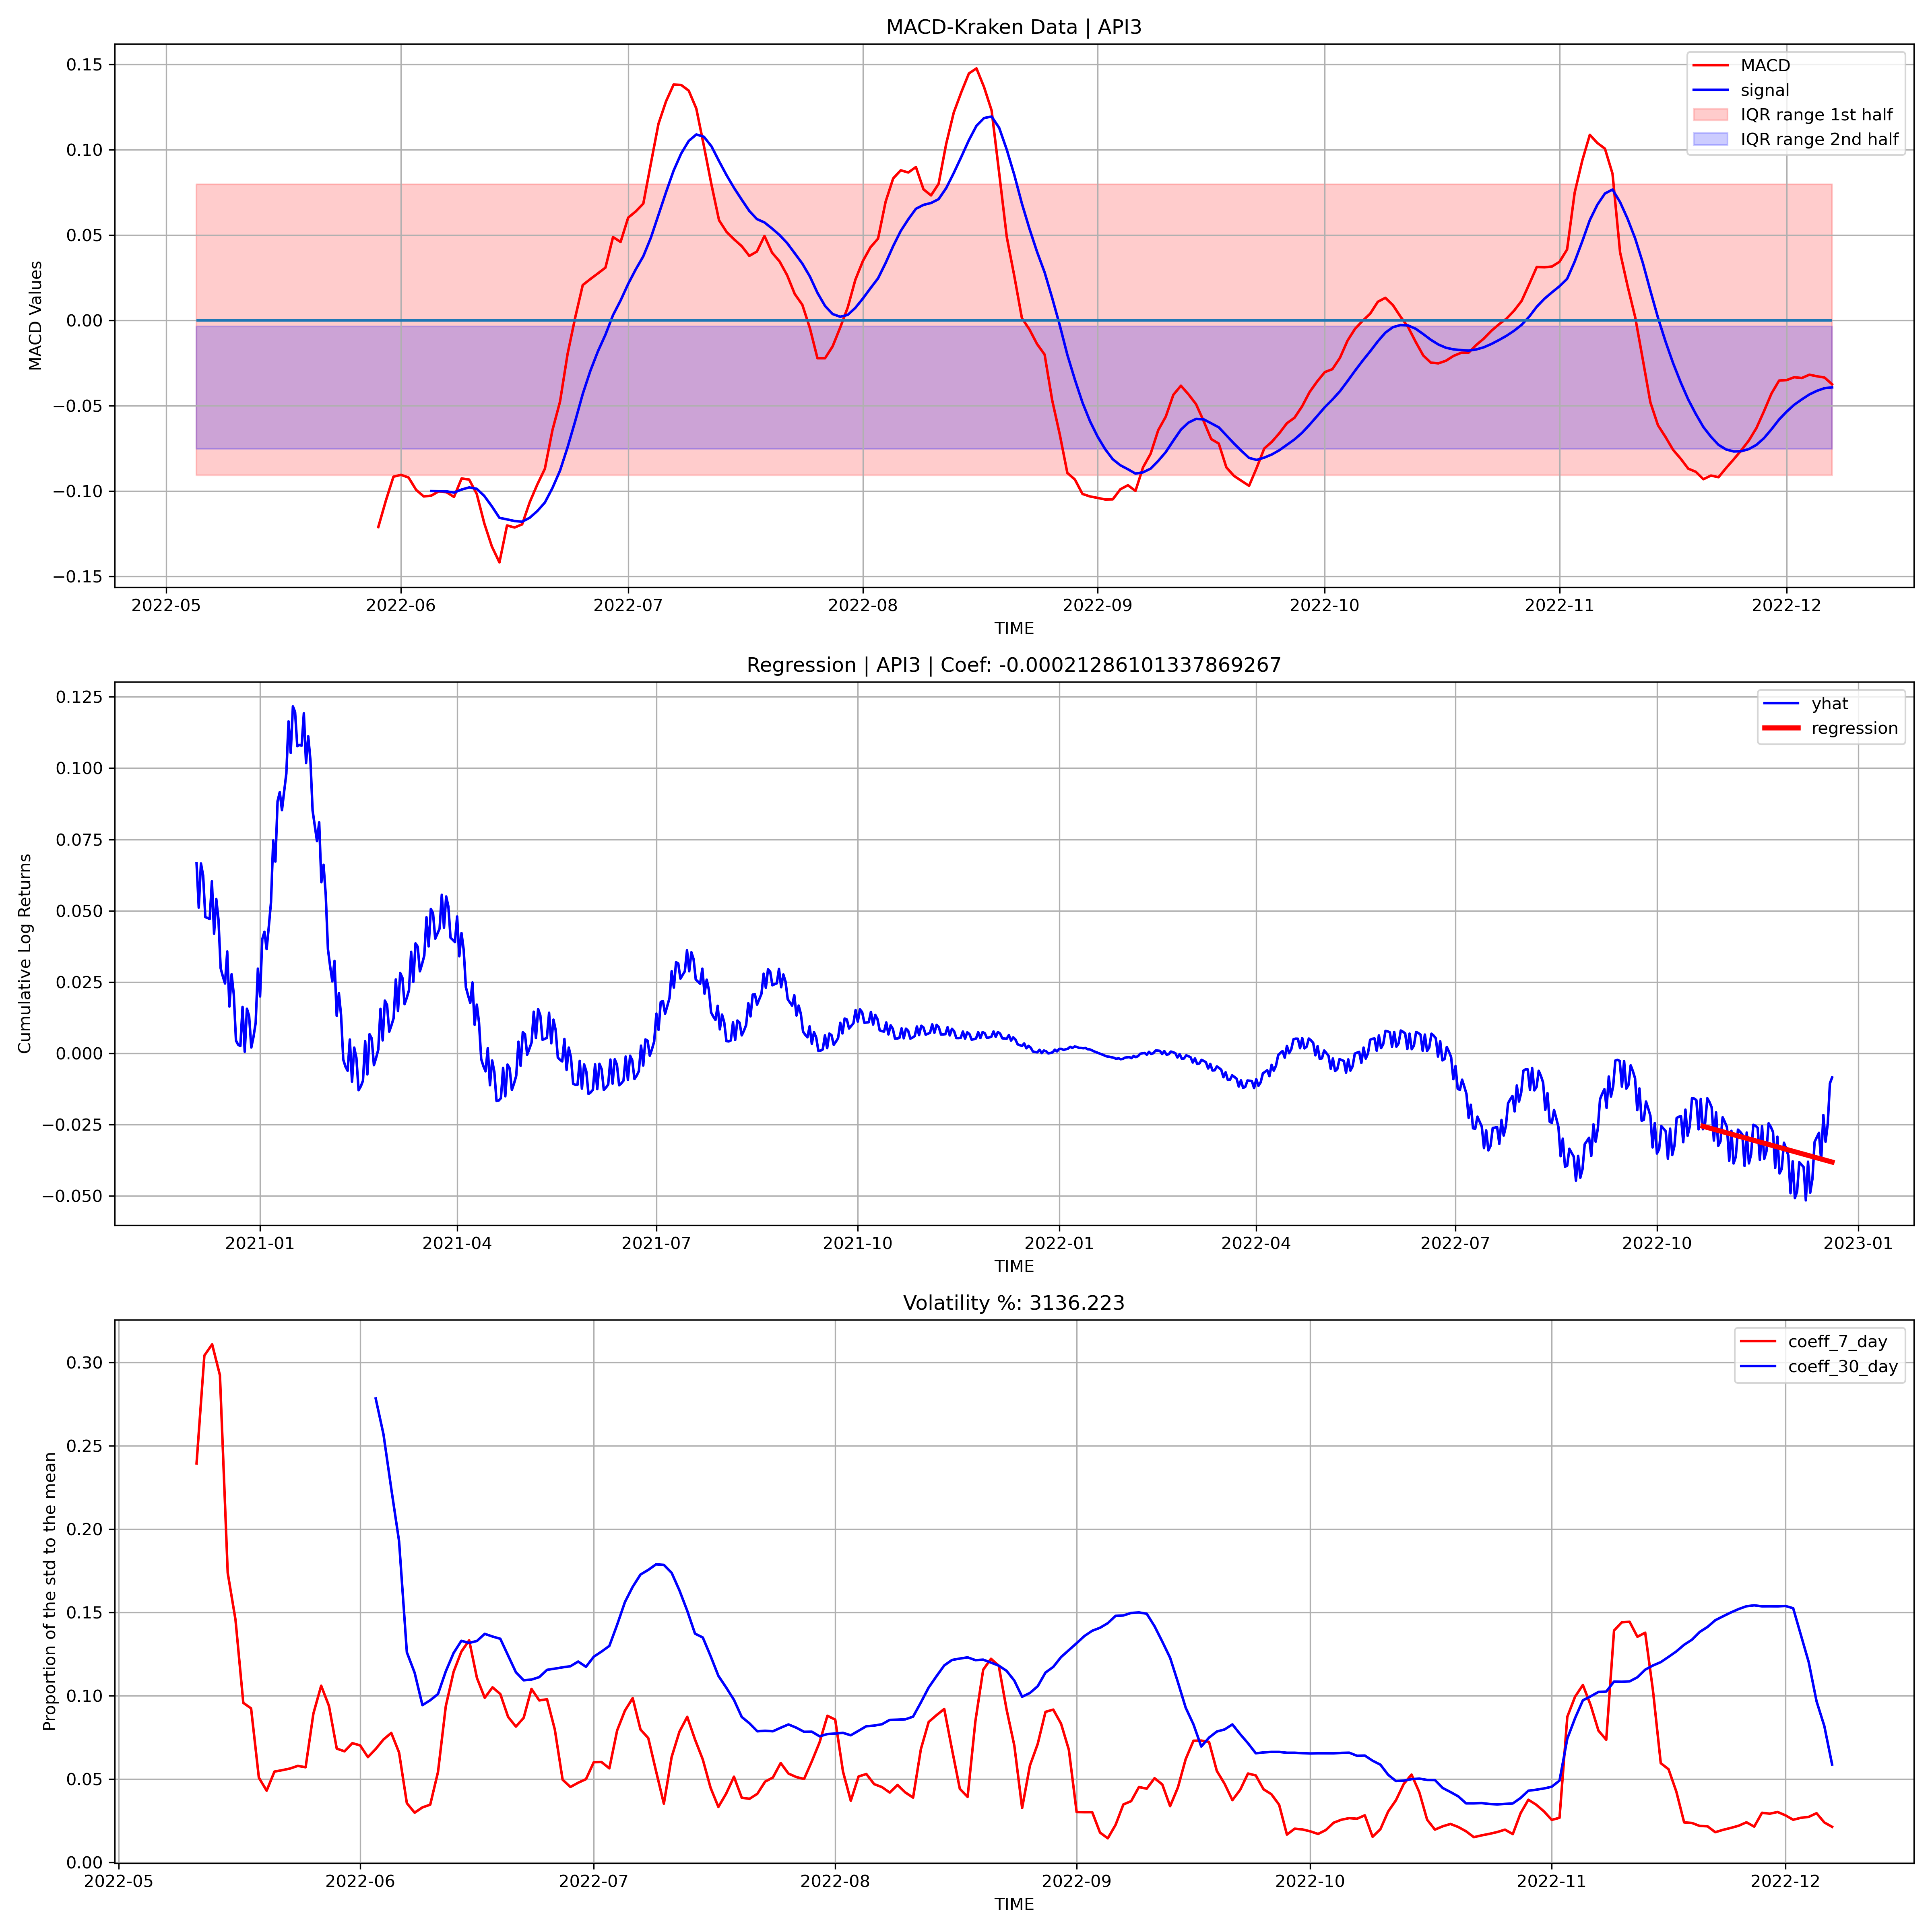 MACD-Kraken Data | API3
MACD Values
0.15
0.10
0.05
0.00
−0.05
−0.10
−0.15
MACD
signal
IQR range 1st half
IQR range 2nd half
2022-05 2022-06 2022-07 2022-08 2022-09 2022-10 2022-11 2022-12
TIME
Regression | API3 | Coef: -0.00021286101337869267
Cumulative Log Returns
0.125
0.100
0.075
0.050
0.025
0.000
−0.025
−0.050
yhat
regression
2021-01 2021-04 2021-07 2021-10 2022-01 2022-04 2022-07 2022-10 2023-01
TIME
Volatility %: 3136.223
Proportion of the std to the mean
0.30
0.25
0.20
0.15
0.10
0.05
0.00
coeff_7_day
coeff_30_day
2022-05 2022-06 2022-07 2022-08 2022-09 2022-10 2022-11 2022-12
TIME